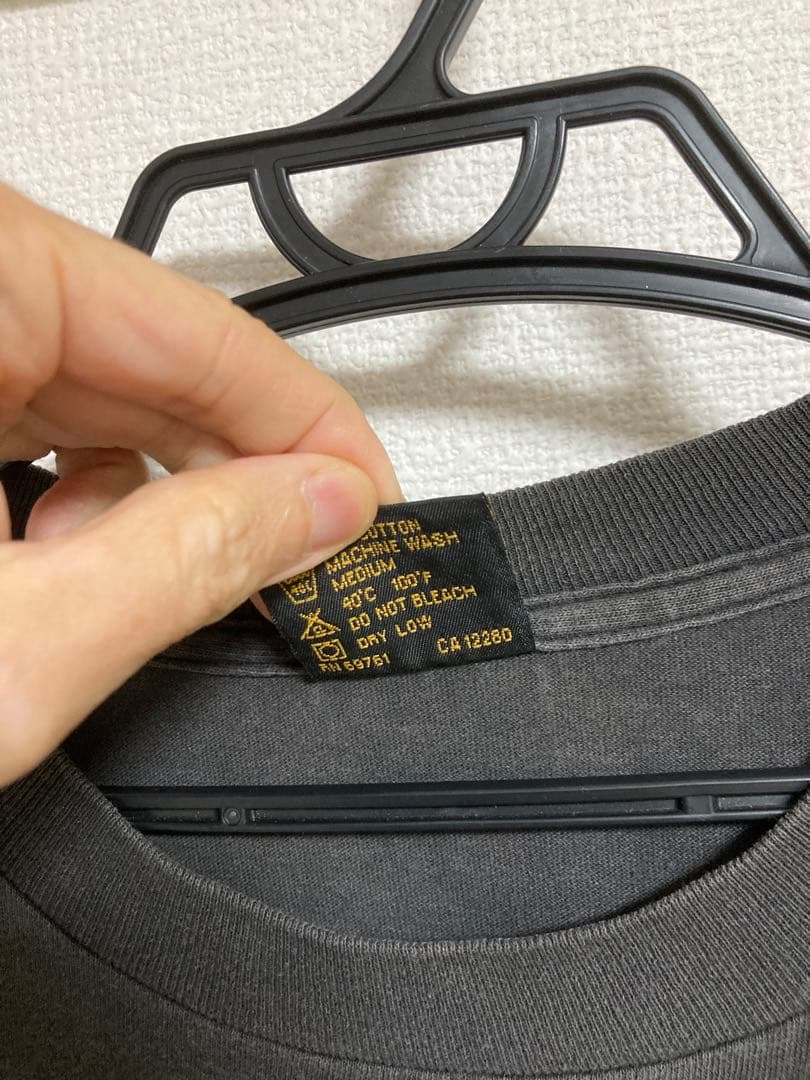 COTTON
MACHINE WASH
MEDIUM
40°C 100°F
DO NOT BLEACH
DRY LOW
RN 59761 CA 12280